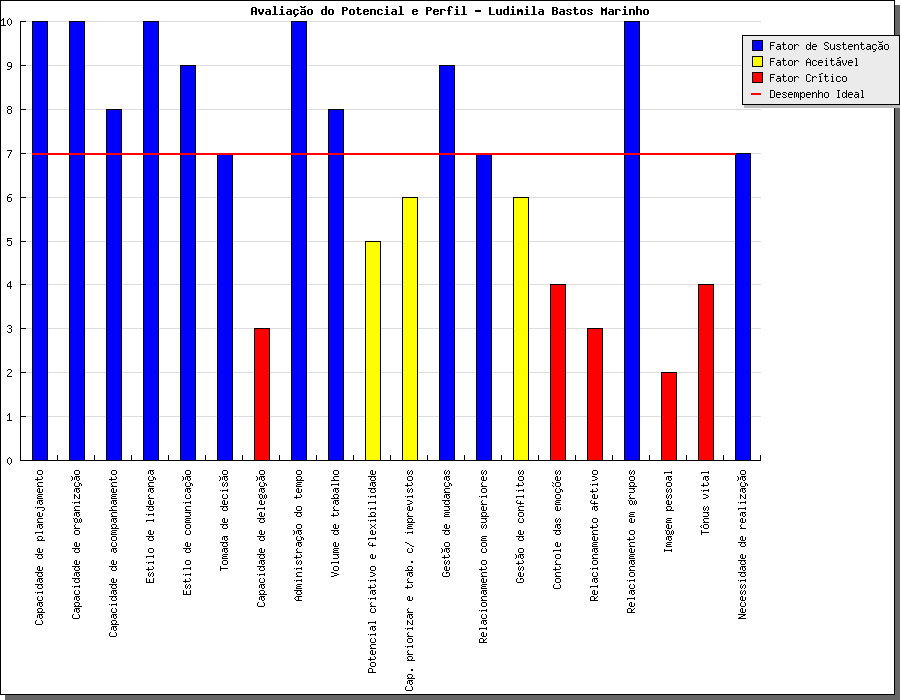 Avaliação do Potencial e Perfil - Ludimila Bastos Marinho
Fator de Sustentação
Fator Aceitável
Fator Crítico
Desempenho Ideal
10
9
8
7
6
5
4
3
2
1
0
Capacidade de planejamento
Capacidade de organização
Capacidade de acompanhamento
Estilo de liderança
Estilo de comunicação
Tomada de decisão
Capacidade de delegação
Administração do tempo
Volume de trabalho
Potencial criativo e flexibilidade
Cap. priorizar e trab. c/ imprevistos
Gestão de mudanças
Relacionamento com superiores
Gestão de conflitos
Controle das emoções
Relacionamento afetivo
Relacionamento em grupos
Imagem pessoal
Tônus vital
Necessidade de realização